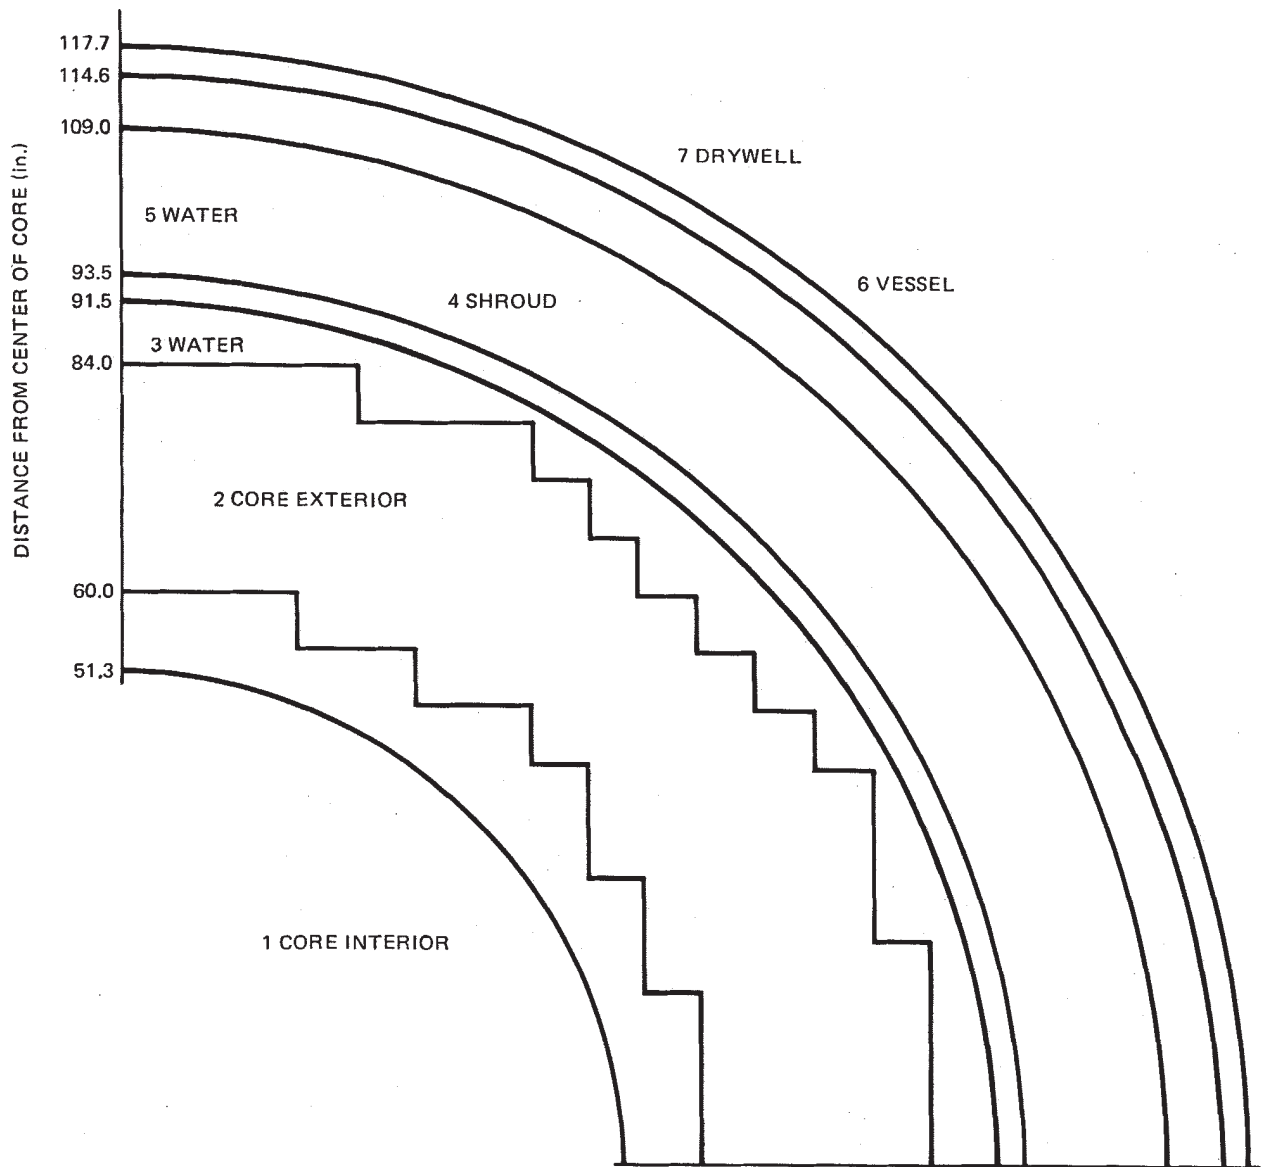 117.7
114.6
109.0
7 DRYWELL
5 WATER
93.5
91.5
4 SHROUD
6 VESSEL
3 WATER
84.0
DISTANCE FROM CENTER OF CORE (in.)
2 CORE EXTERIOR
60.0
51.3
1 CORE INTERIOR